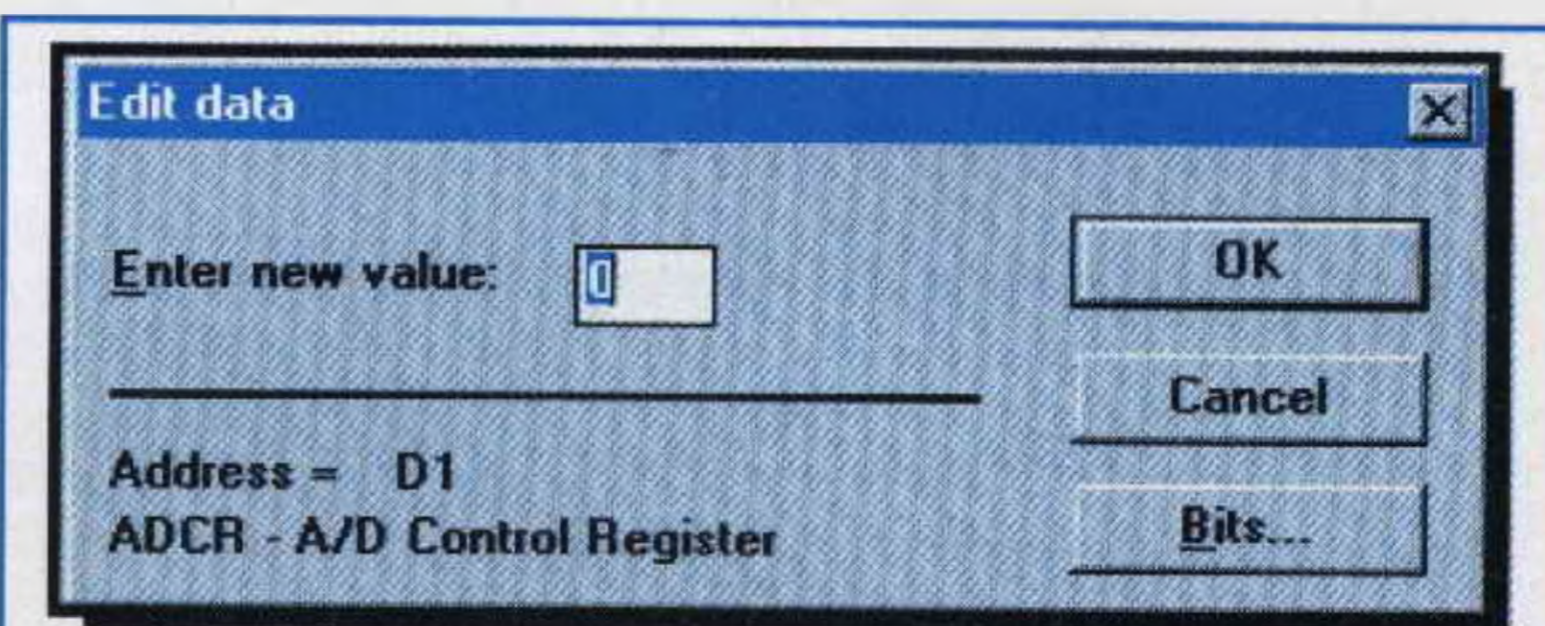 Edit data
Enter new value: 0
OK
Cancel
Address = D1
ADCR - A/D Control Register
Bits...